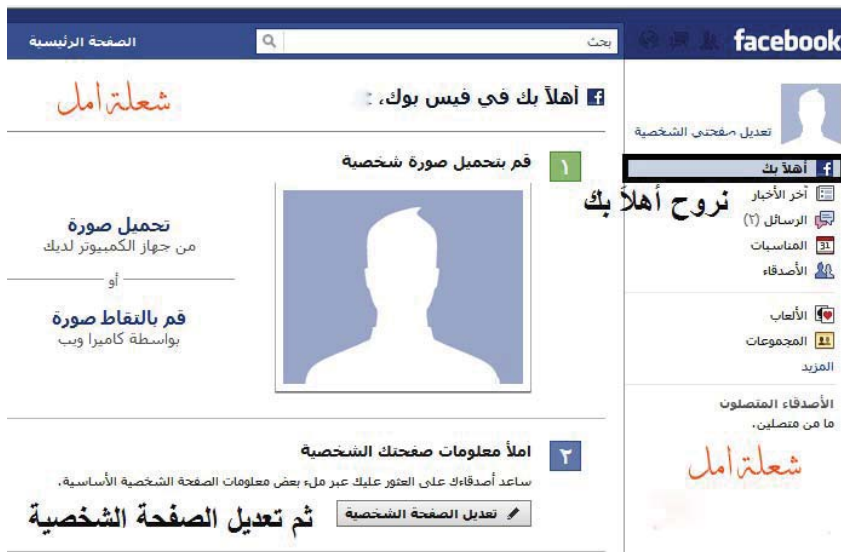 facebook
بحث
الصفحة الرئيسية
تعديل صفحتي الشخصية
أهلاً بك
آخر الأخبار
الرسائل (٢)
المناسبات
٣١
الأصدقاء
الألعاب
المجموعات
المزيد
الأصدقاء المتصلون
ما من متصلين.
شعلة امل
نروح أهلاً بك
أهلاً بك في فيس بوك، :
شعلة امل
١
قم بتحميل صورة شخصية
تحميل صورة
من جهاز الكمبيوتر لديك
أو
قم بالتقاط صورة
بواسطة كاميرا ويب
٢
املأ معلومات صفحتك الشخصية
ساعد أصدقاءك على العثور عليك عبر ملء بعض معلومات الصفحة الشخصية الأساسية.
تعديل الصفحة الشخصية
ثم تعديل الصفحة الشخصية